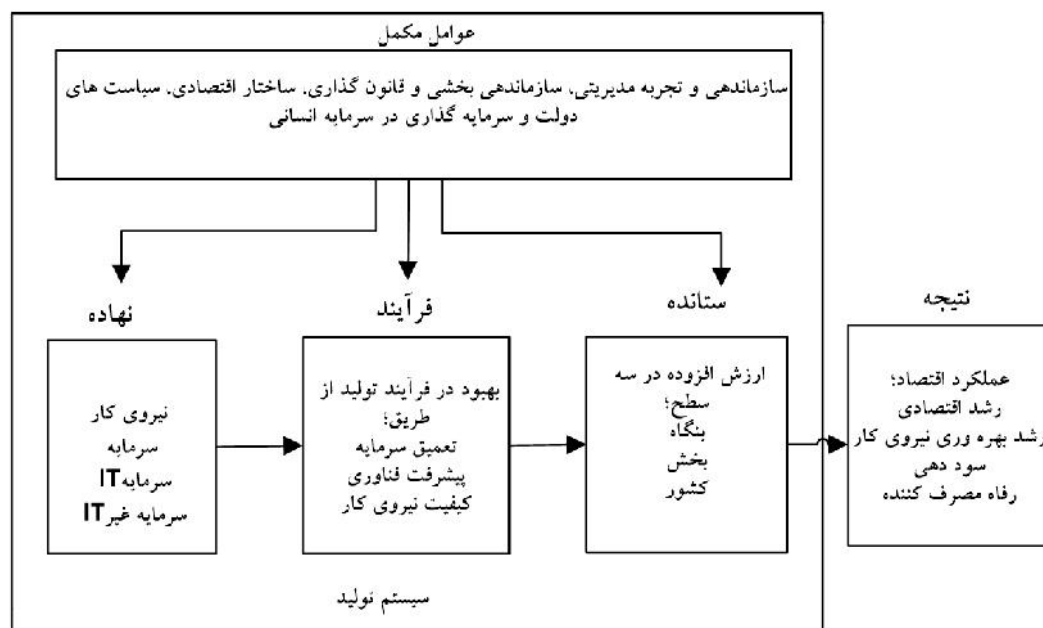 عوامل مکمل
سازماندهی و تجربه مدیریتی، سازماندهی بخشی و قانون گذاری، ساختار اقتصادی، سیاست های
دولت و سرمایه گذاری در سرمایه انسانی
نهاده
نیروی کار
سرمایه
سرمایهIT
سرمایه غیرIT
فرآیند
بهبود در فرآیند تولید از
طریق؛
تعمیق سرمایه
پیشرفت فناوری
کیفیت نیروی کار
ستانده
ارزش افزوده در سه
سطح؛
بنگاه
بخش
کشور
نتیجه
عملکرد اقتصاد؛
رشد اقتصادی
رشد بهره وری نیروی کار
سود دهی
رفاه مصرف کننده
سیستم تولید